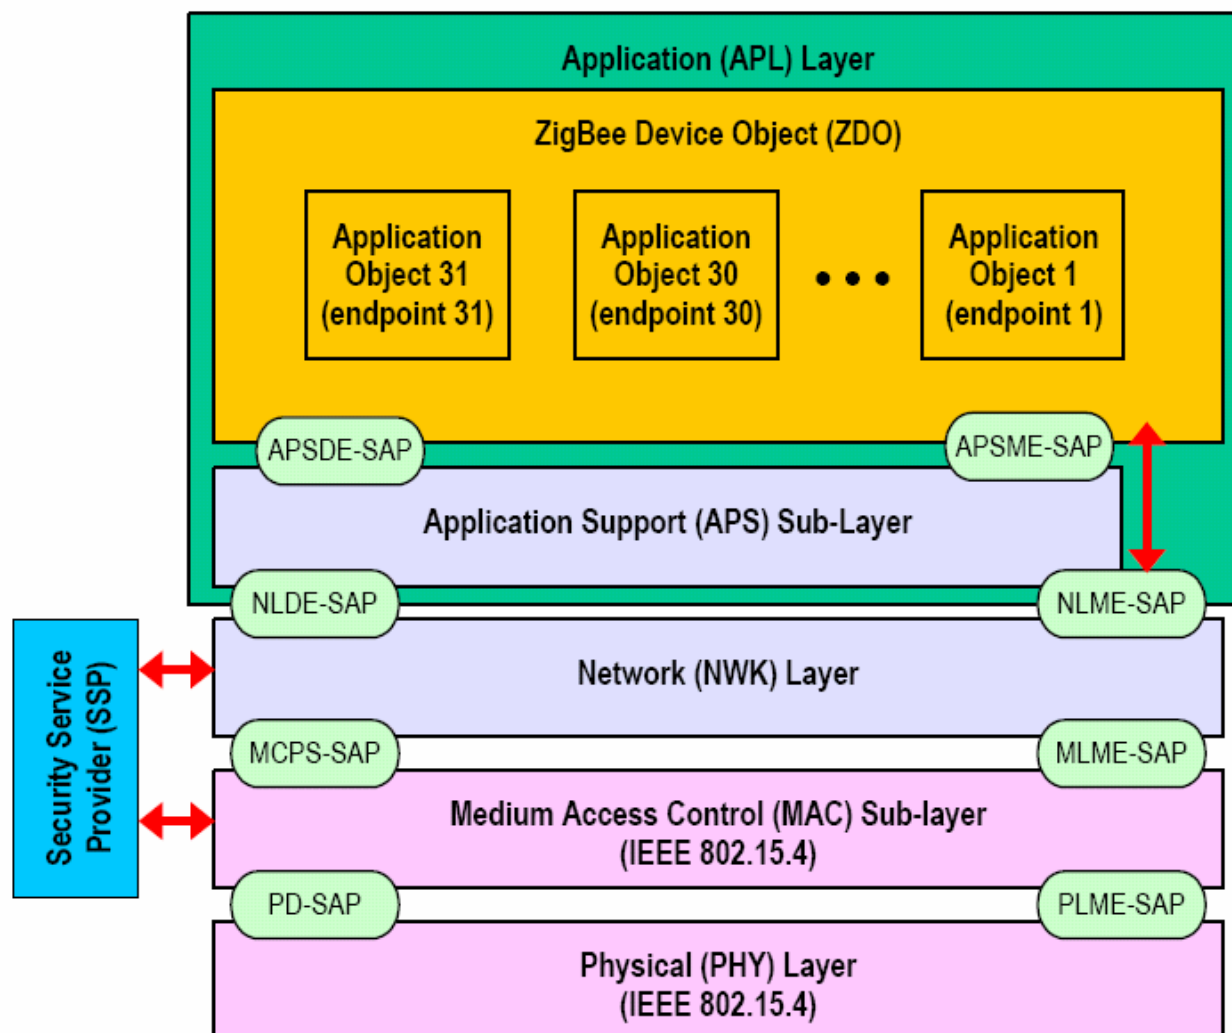 Application (APL) Layer
ZigBee Device Object (ZDO)
Application
Object 31
(endpoint 31)
Application
Object 30
(endpoint 30)
• • •
Application
Object 1
(endpoint 1)
APSDE-SAP
APSME-SAP
Application Support (APS) Sub-Layer
NLDE-SAP
NLME-SAP
Security Service
Provider (SSP)
Network (NWK) Layer
MCPS-SAP
MLME-SAP
Medium Access Control (MAC) Sub-layer
(IEEE 802.15.4)
PD-SAP
PLME-SAP
Physical (PHY) Layer
(IEEE 802.15.4)